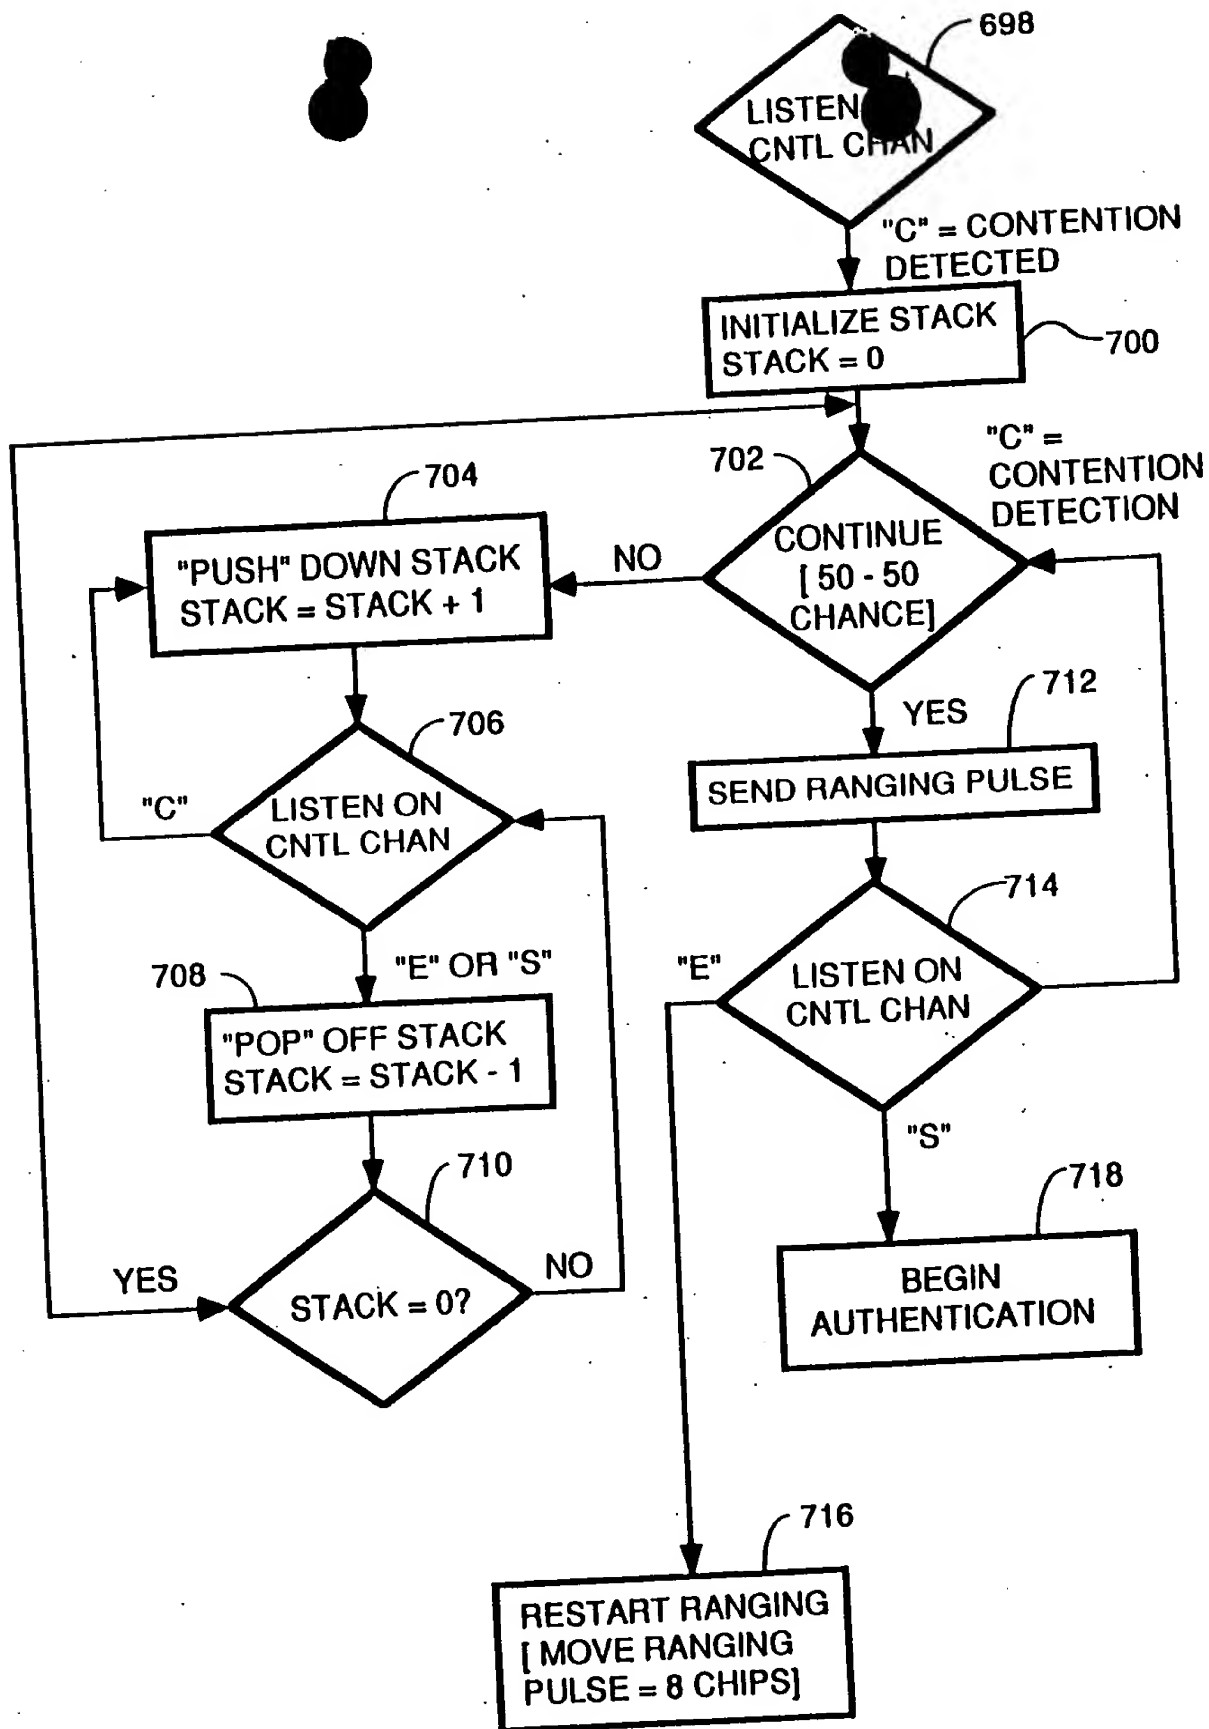 698
LISTEN
CNTL CHAN
"C" = CONTENTION
DETECTED
INITIALIZE STACK
STACK = 0
700
702
"C" =
CONTENTION
DETECTION
704
"PUSH" DOWN STACK
STACK = STACK + 1
NO
CONTINUE
[ 50 - 50
CHANCE]
YES
712
SEND RANGING PULSE
706
"C"
LISTEN ON
CNTL CHAN
714
"E"
LISTEN ON
CNTL CHAN
"E" OR "S"
708
"POP" OFF STACK
STACK = STACK - 1
"S"
710
718
YES
NO
STACK = 0?
BEGIN
AUTHENTICATION
716
RESTART RANGING
[ MOVE RANGING
PULSE = 8 CHIPS]